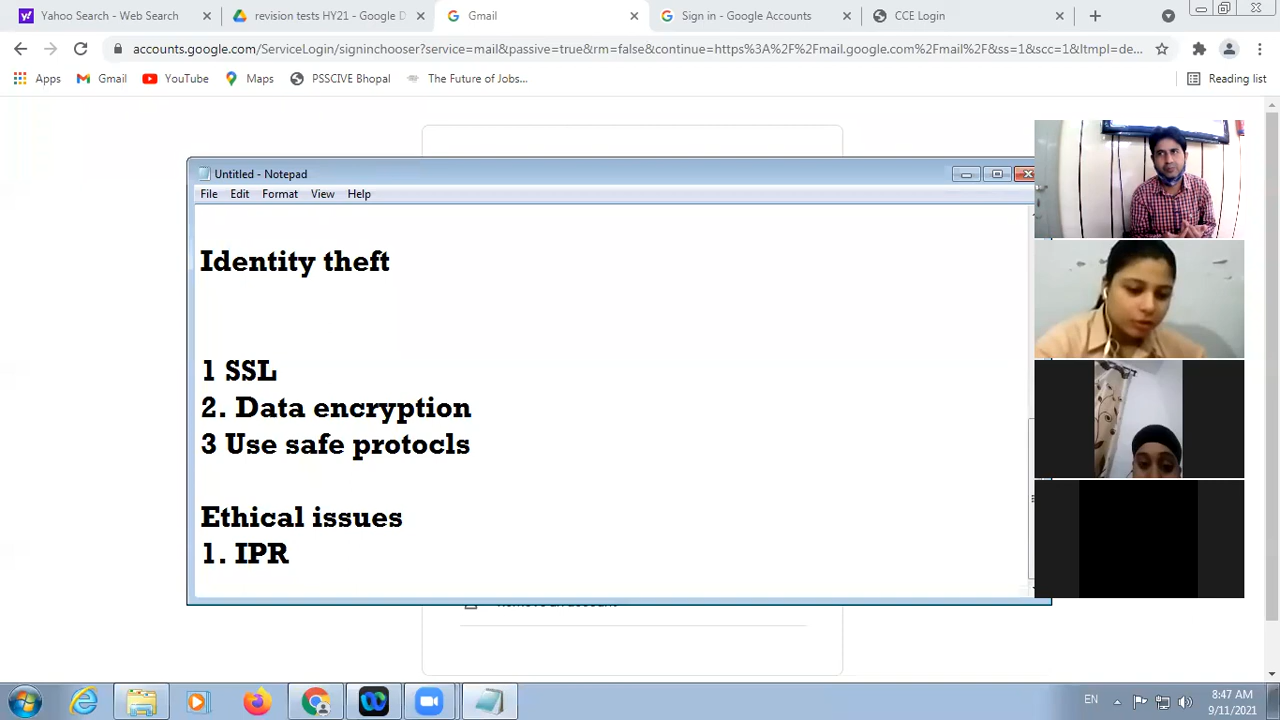 Yahoo Search - Web Search
revision tests HY21 - Google D
Gmail
Sign in - Google Accounts
CCE Login
accounts.google.com/ServiceLogin/signinchooser?service=mail&passive=true&rm=false&continue=https%3A%2F%2Fmail.google.com%2Fmail%2F&ss=1&scc=1&ltmpl=de...
Apps Gmail YouTube Maps PSSCIVE Bhopal The Future of Jobs... Reading list
Untitled - Notepad
File Edit Format View Help
Identity theft
1 SSL
2. Data encryption
3 Use safe protocls
Ethical issues
1. IPR
Remove an account
EN
8:47 AM
9/11/2021